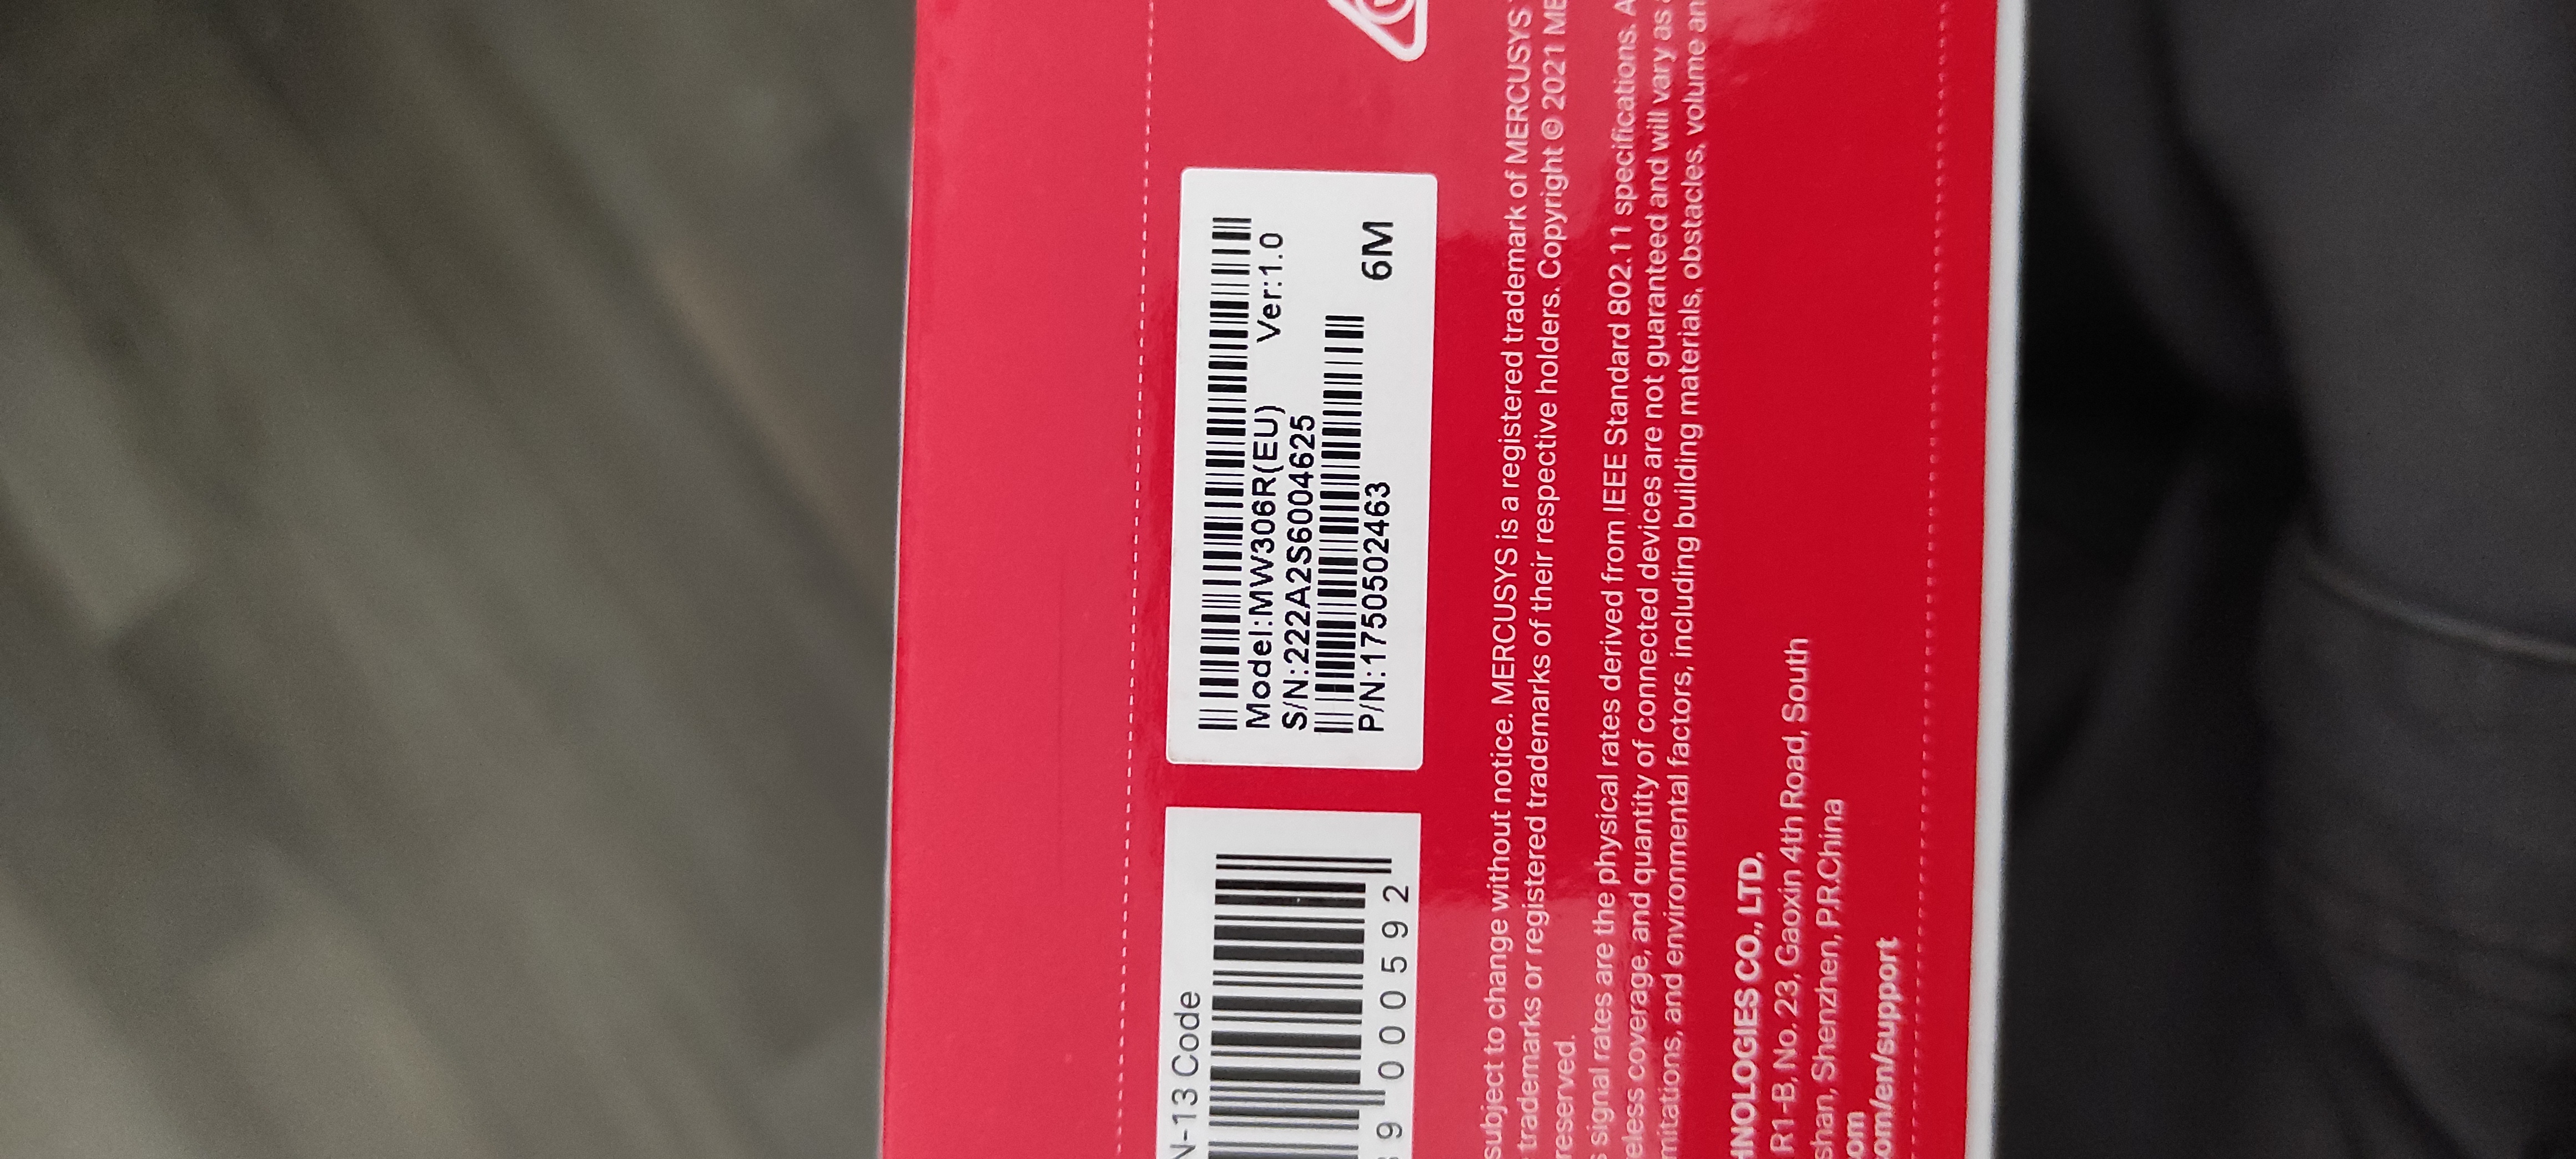 Model:MW306R(EU) Ver:1.0
S/N:222A2S6004625
P/N:1750502463 6M
N-13 Code
9 000592
subject to change without notice. MERCUSYS is a registered trademark of MERCUSYS
trademarks or registered trademarks of their respective holders. Copyright © 2021 ME
reserved.
signal rates are the physical rates derived from IEEE Standard 802.11 specifications. A
eless coverage, and quantity of connected devices are not guaranteed and will vary as
mitations, and environmental factors, including building materials, obstacles, volume an
HNOLOGIES CO., LTD.
R1-B, No. 23, Gaoxin 4th Road, South
shan, Shenzhen, P.R.China
om
om/en/support